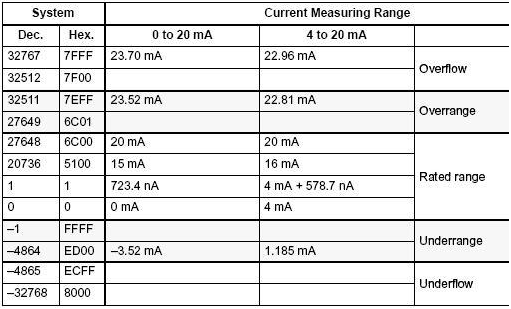 System Current Measuring Range
Dec. Hex. 0 to 20 mA 4 to 20 mA
32767 7FFF 23.70 mA 22.96 mA Overflow
32512 7F00
32511 7EFF 23.52 mA 22.81 mA Overrange
27649 6C01
27648 6C00 20 mA 20 mA Rated range
20736 5100 15 mA 16 mA
1 1 723.4 nA 4 mA + 578.7 nA
0 0 0 mA 4 mA
–1 FFFF Underrange
–4864 ED00 –3.52 mA 1.185 mA
–4865 ECFF Underflow
–32768 8000